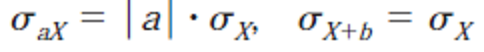 σ_{aX} = |a| · σ_X, σ_{X+b} = σ_X